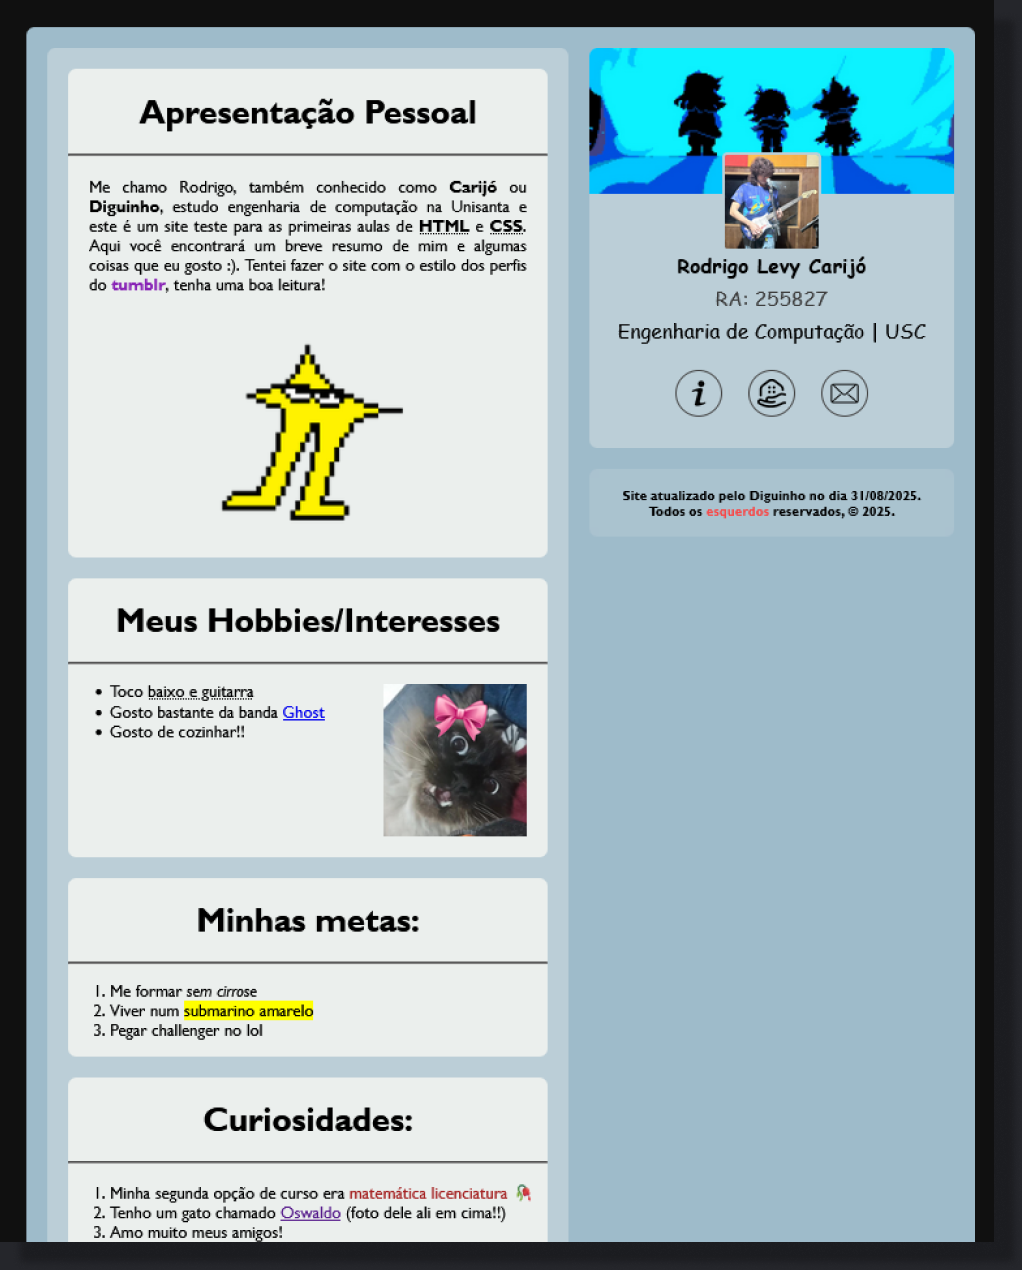 Apresentação Pessoal
Me chamo Rodrigo, também conhecido como Carijó ou
Diguinho, estudo engenharia de computação na Unisanta e
este é um site teste para as primeiras aulas de HTML e CSS.
Aqui você encontrará um breve resumo de mim e algumas
coisas que eu gosto :). Tentei fazer o site com o estilo dos perfis
do tumblr, tenha uma boa leitura!
Meus Hobbies/Interesses
• Toco baixo e guitarra
• Gosto bastante da banda Ghost
• Gosto de cozinhar!!
Minhas metas:
1. Me formar sem cirrose
2. Viver num submarino amarelo
3. Pegar challenger no lol
Curiosidades:
1. Minha segunda opção de curso era matemática licenciatura 🥀
2. Tenho um gato chamado Oswaldo (foto dele ali em cima!!)
3. Amo muito meus amigos!
Rodrigo Levy Carijó
RA: 255827
Engenharia de Computação | USC
Site atualizado pelo Diguinho no dia 31/08/2025.
Todos os esquerdos reservados, © 2025.